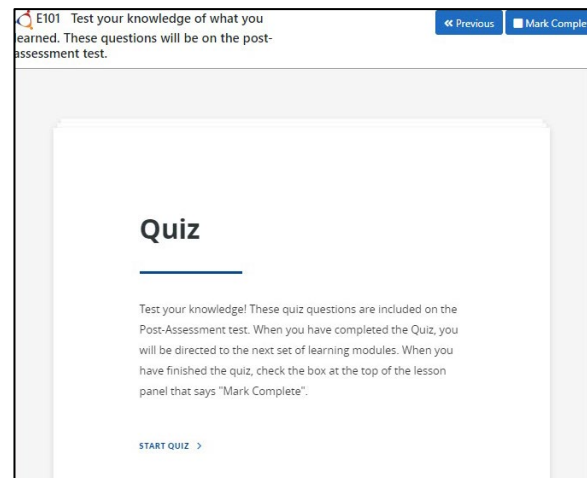 E101 Test your knowledge of what you
learned. These questions will be on the post-
assessment test.
« Previous
Mark Comple
Quiz
Test your knowledge! These quiz questions are included on the
Post-Assessment test. When you have completed the Quiz, you
will be directed to the next set of learning modules. When you
have finished the quiz, check the box at the top of the lesson
panel that says "Mark Complete".
START QUIZ >